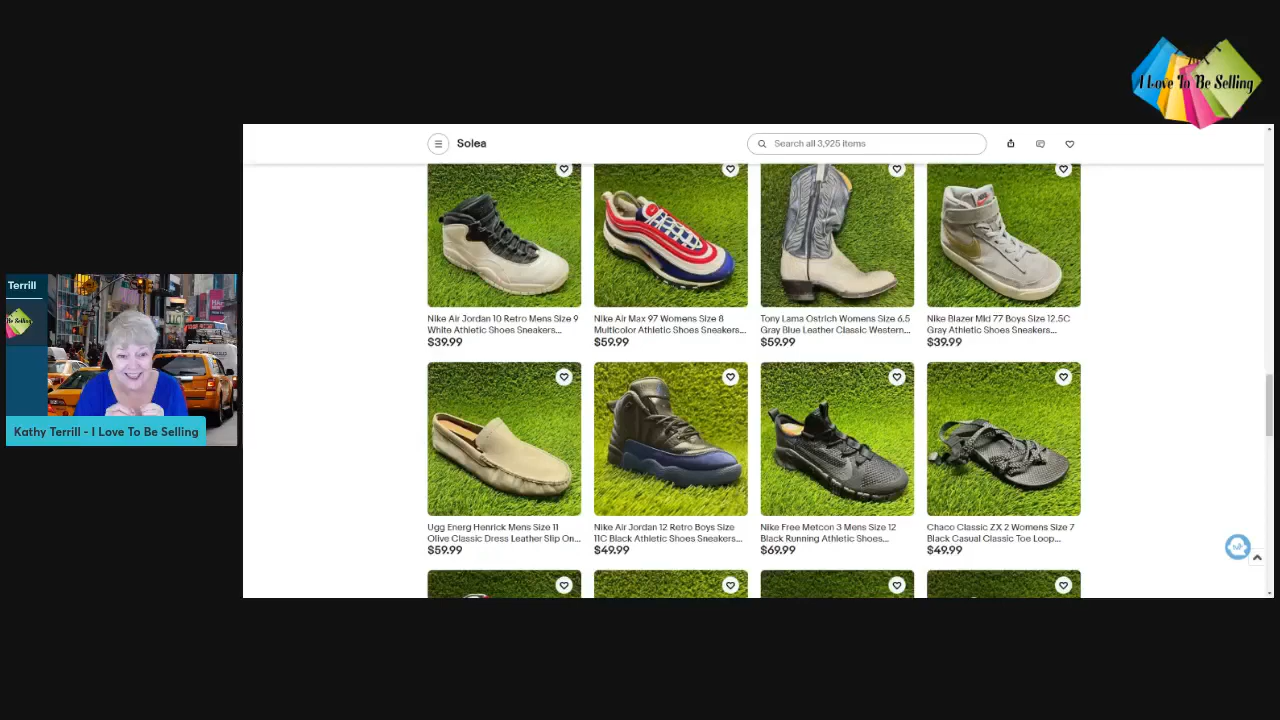 I Love To Be Selling
Solea
Search all 3,925 items
Nike Air Jordan 10 Retro Mens Size 9
White Athletic Shoes Sneakers...
$39.99
Nike Air Max 97 Womens Size 8
Multicolor Athletic Shoes Sneakers...
$59.99
Tony Lama Ostrich Womens Size 6.5
Gray Blue Leather Classic Western...
$59.99
Nike Blazer Mid 77 Boys Size 12.5C
Gray Athletic Shoes Sneakers...
$39.99
Terrill
Be Selling
Kathy Terrill - I Love To Be Selling
Ugg Energ Henrick Mens Size 11
Olive Classic Dress Leather Slip On...
$59.99
Nike Air Jordan 12 Retro Boys Size
11C Black Athletic Shoes Sneakers...
$49.99
Nike Free Metcon 3 Mens Size 12
Black Running Athletic Shoes...
$69.99
Chaco Classic ZX 2 Womens Size 7
Black Casual Classic Toe Loop...
$49.99